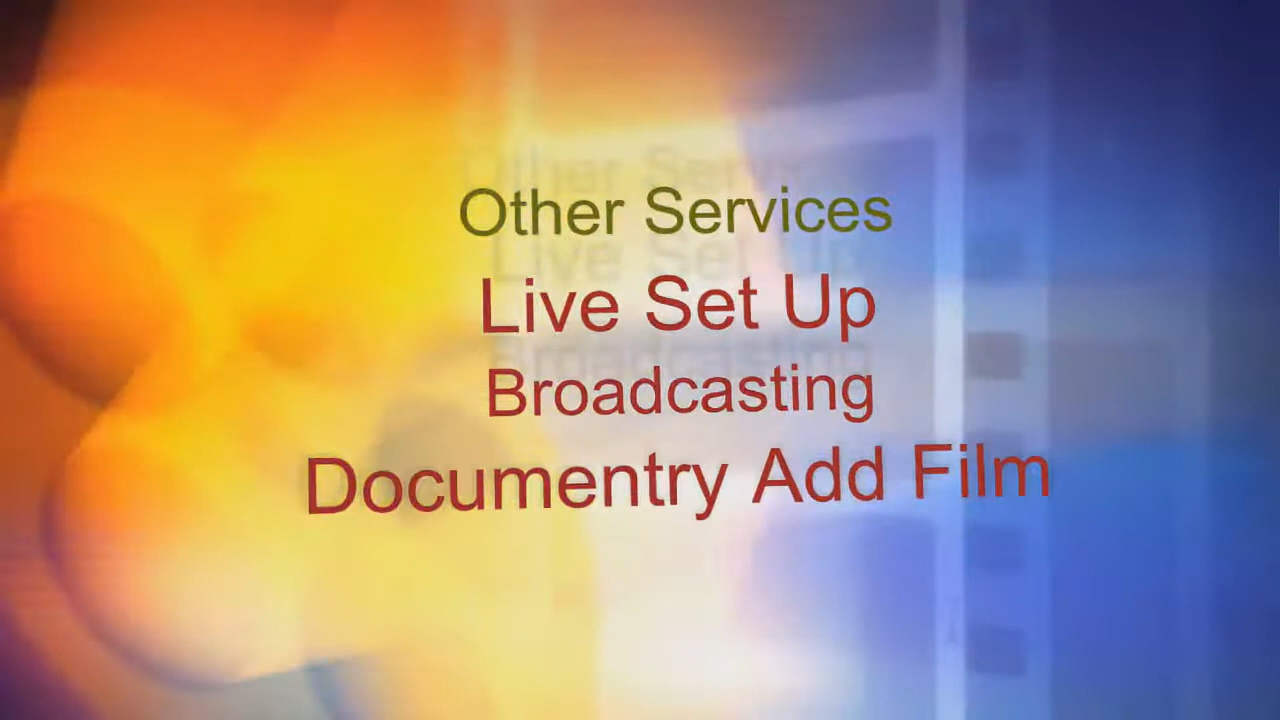 Other Services
Live Set Up
Broadcasting
Documentry Add Film